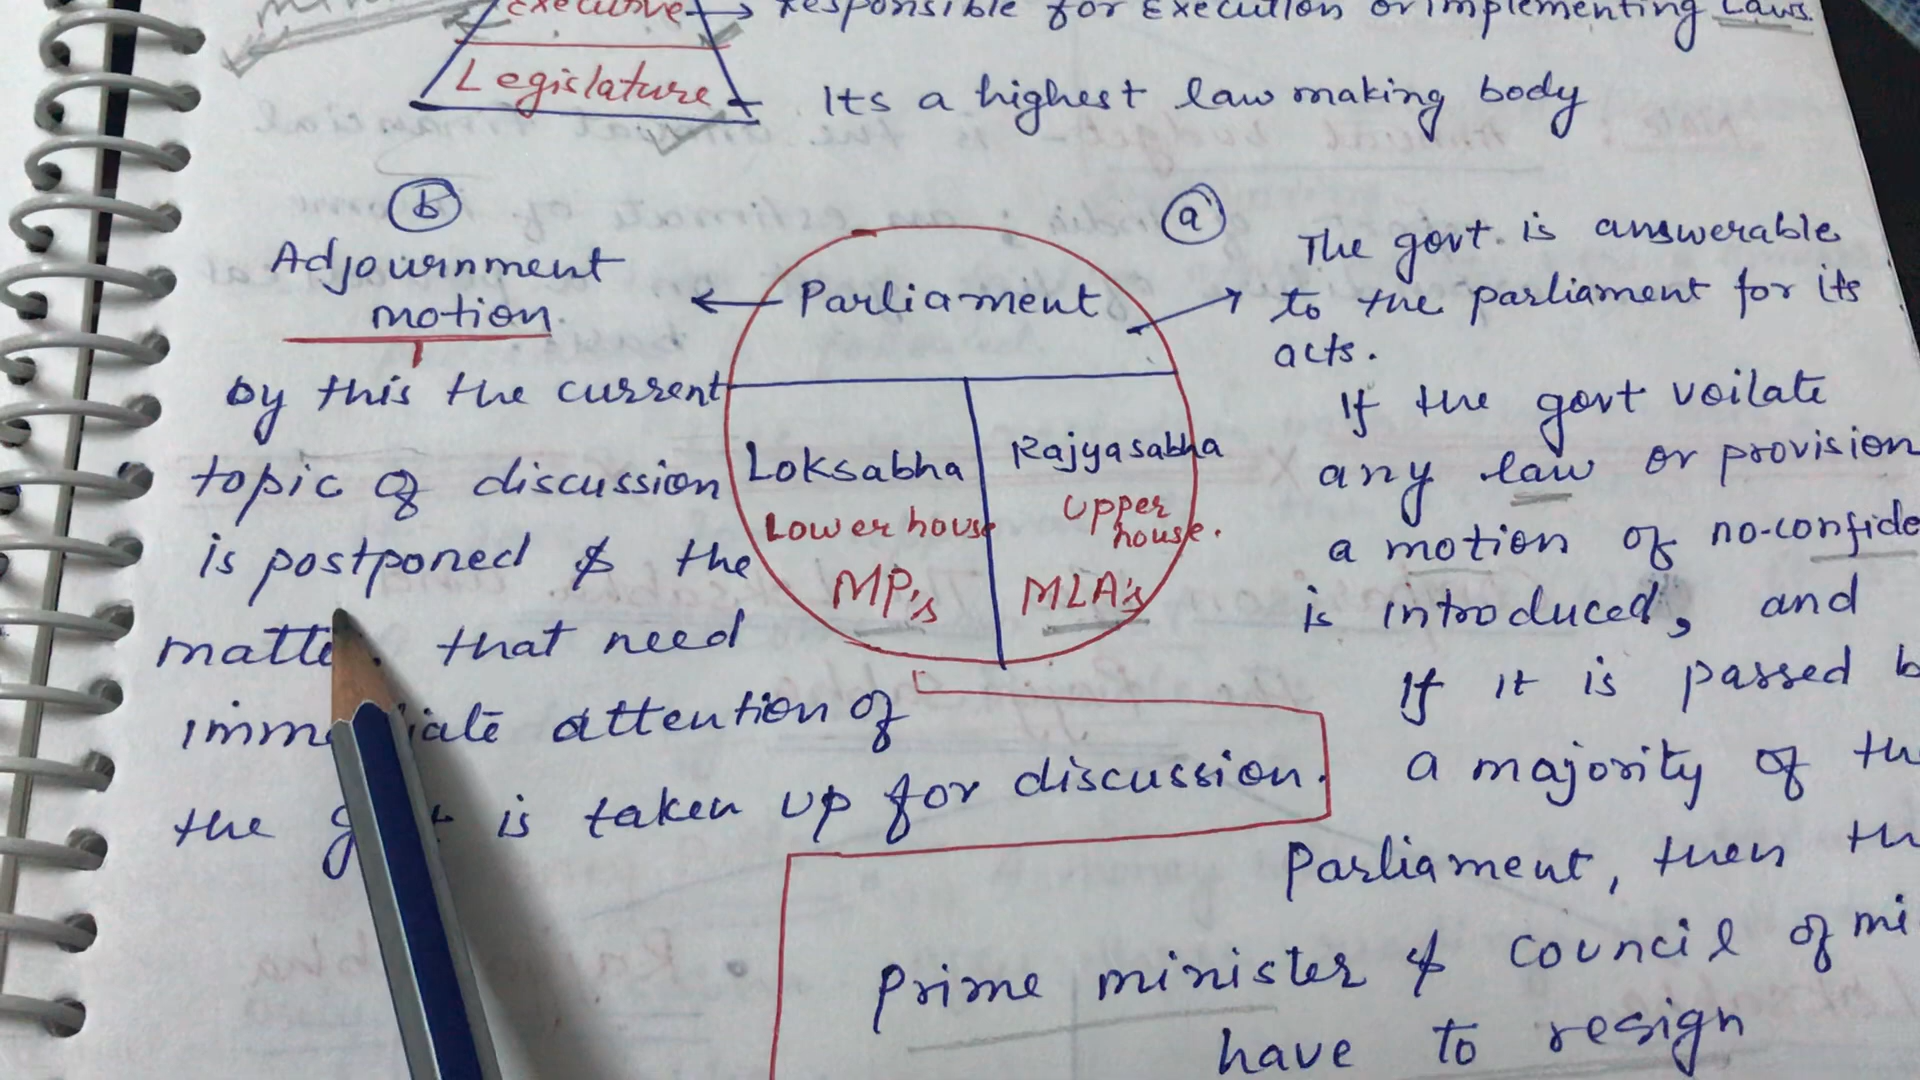 Executive → Responsible for Execution or implementing Laws.
Legislature → Its a highest law making body
b
Adjournment
motion
by this the current
topic of discussion
is postponed & the
that need
attention of
the is taken up for discussion.
Parliament
Loksabha
Lower house
MP's
Rajyasabha
Upper
house.
MLA's
a
The govt. is answerable
to the parliament for its
acts.
If the govt voilate
any law or provision
a motion of no-confide
is introduced, and
If it is passed b
a majority of th
Parliament, then th
Prime minister & council of mi
have to resign